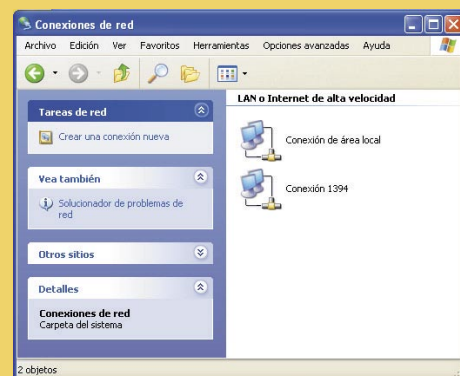 Conexiones de red
Archivo Edición Ver Favoritos Herramientas Opciones avanzadas Ayuda
Tareas de red
Crear una conexión nueva
Vea también
Solucionador de problemas de
red
Otros sitios
Detalles
Conexiones de red
Carpeta del sistema
LAN o Internet de alta velocidad
Conexión de área local
Conexión 1394
2 objetos